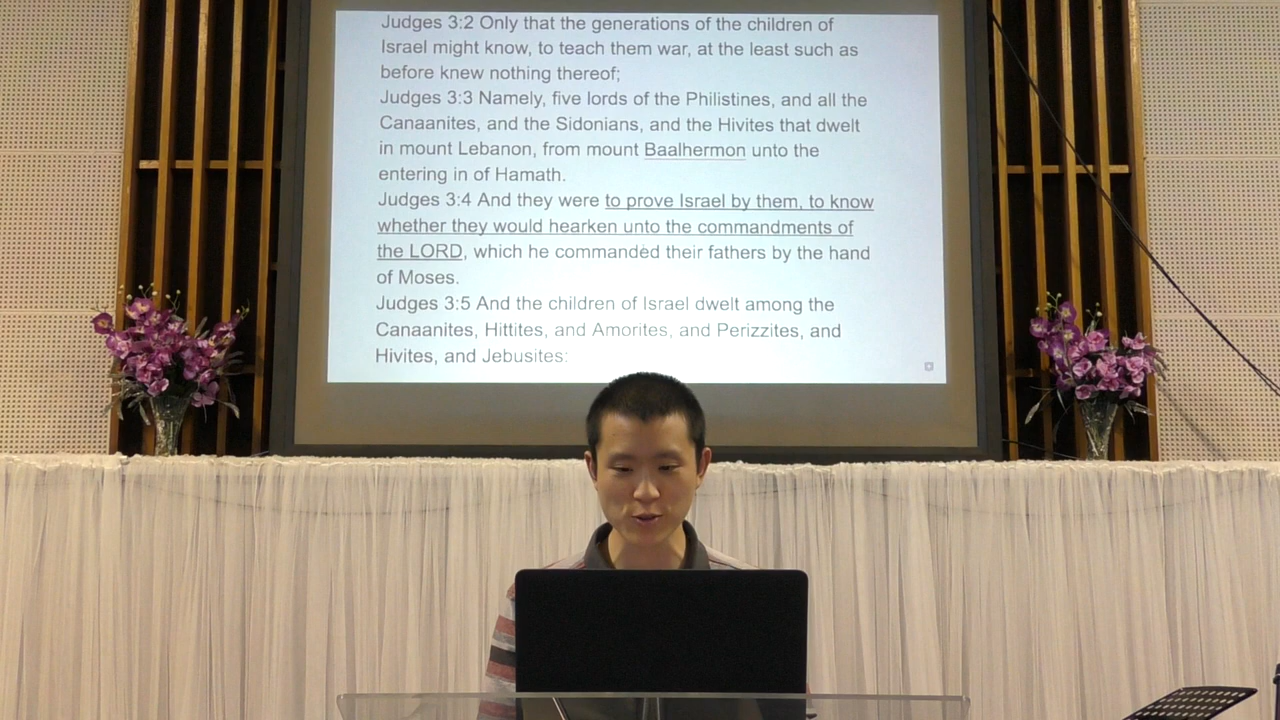 Judges 3:2 Only that the generations of the children of
Israel might know, to teach them war, at the least such as
before knew nothing thereof;
Judges 3:3 Namely, five lords of the Philistines, and all the
Canaanites, and the Sidonians, and the Hivites that dwelt
in mount Lebanon, from mount Baalhermon unto the
entering in of Hamath.
Judges 3:4 And they were to prove Israel by them, to know
whether they would hearken unto the commandments of
the LORD, which he commanded their fathers by the hand
of Moses.
Judges 3:5 And the children of Israel dwelt among the
Canaanites, Hittites, and Amorites, and Perizzites, and
Hivites, and Jebusites: